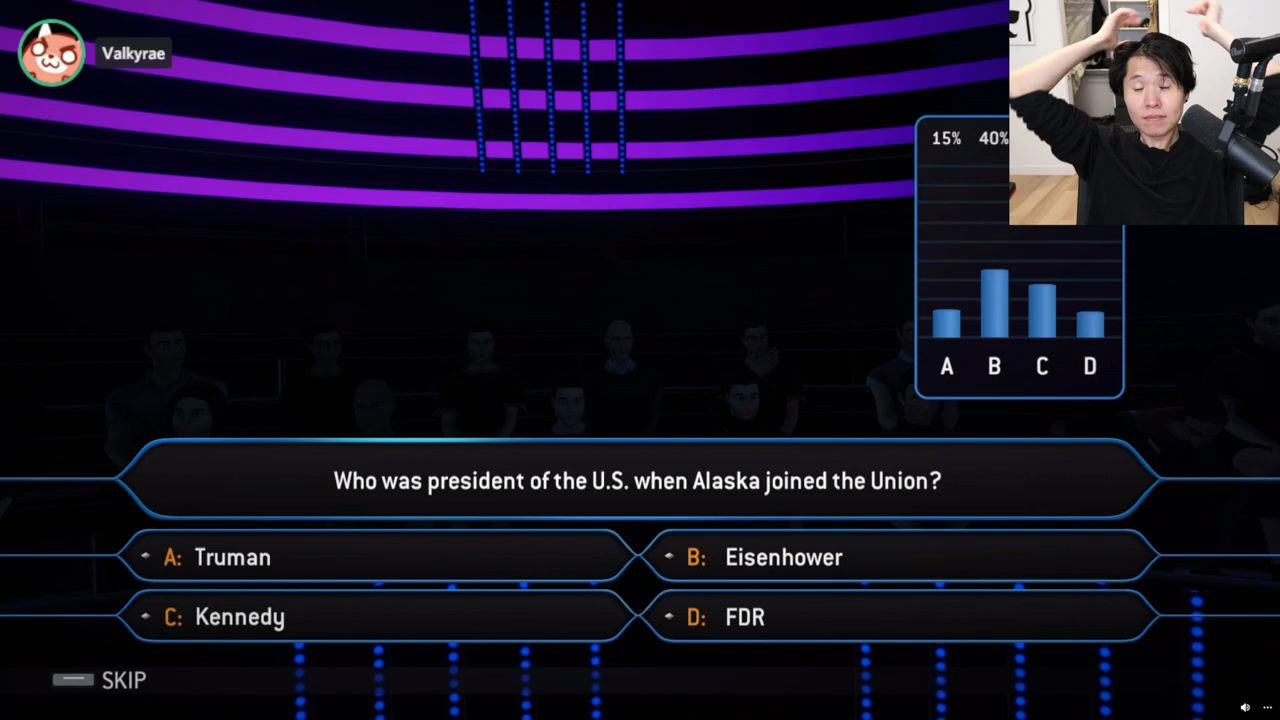 Valkyrae
15% 40%
A B C D
Who was president of the U.S. when Alaska joined the Union?
A: Truman
B: Eisenhower
C: Kennedy
D: FDR
SKIP